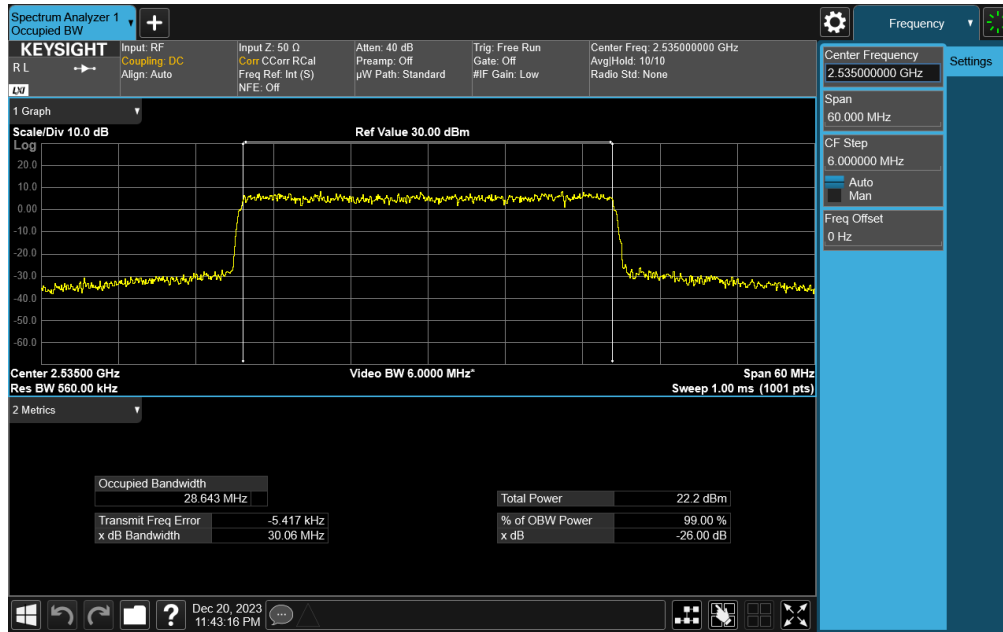 Spectrum Analyzer 1
Occupied BW
Frequency
KEYSIGHT
R L
LXI
Input: RF
Coupling: DC
Align: Auto
Input Z: 50 Ω
Corr CCorr RCal
Freq Ref: Int (S)
NFE: Off
Atten: 40 dB
Preamp: Off
µW Path: Standard
Trig: Free Run
Gate: Off
#IF Gain: Low
Center Freq: 2.535000000 GHz
Avg|Hold: 10/10
Radio Std: None
Center Frequency
2.535000000 GHz
Settings
Span
60.000 MHz
CF Step
6.000000 MHz
Auto
Man
Freq Offset
0 Hz
1 Graph
Scale/Div 10.0 dB
Ref Value 30.00 dBm
Log
20.0
10.0
0.00
-10.0
-20.0
-30.0
-40.0
-50.0
-60.0
Center 2.53500 GHz
Video BW 6.0000 MHz*
Span 60 MHz
Res BW 560.00 kHz
Sweep 1.00 ms (1001 pts)
2 Metrics
Occupied Bandwidth
28.643 MHz
Total Power 22.2 dBm
Transmit Freq Error -5.417 kHz
% of OBW Power 99.00 %
x dB Bandwidth 30.06 MHz
x dB -26.00 dB
?
Dec 20, 2023
11:43:16 PM